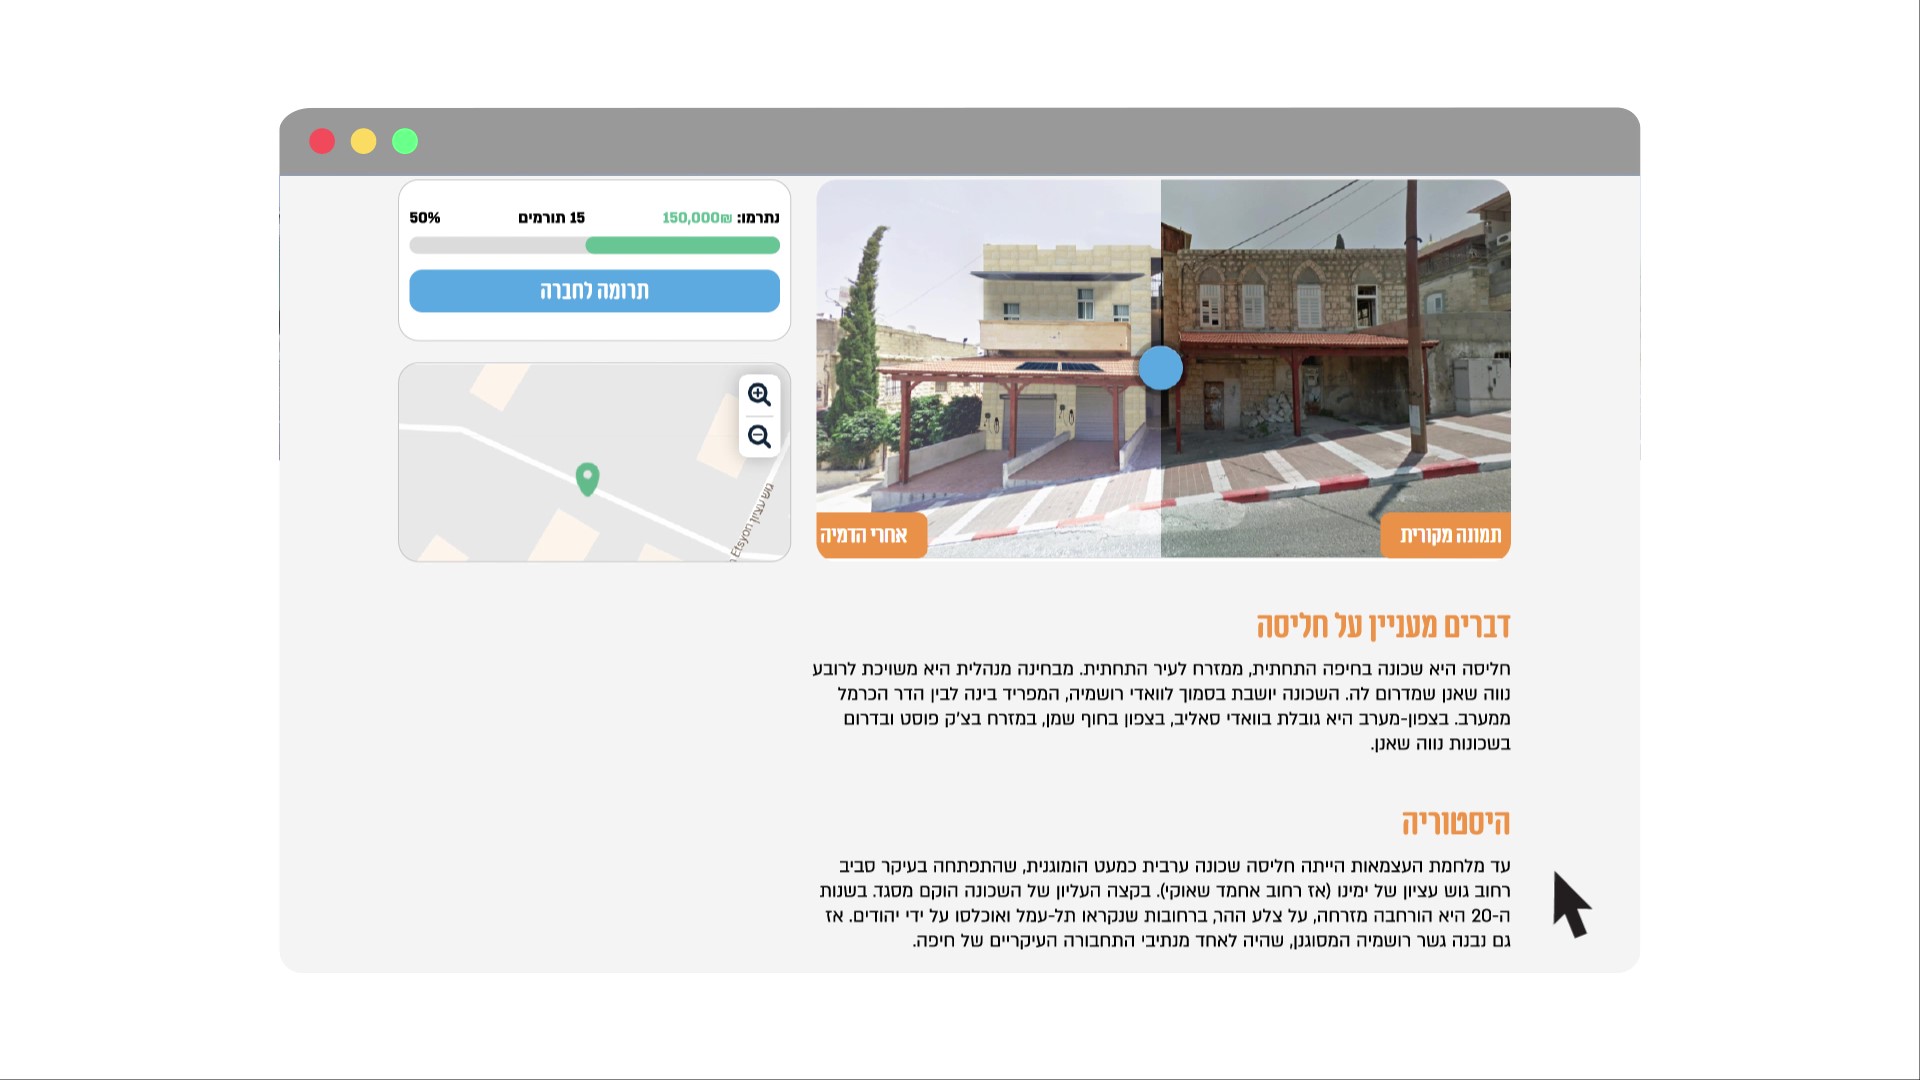 נתרמו: ₪150,000
15 תורמים
50%
תרומה לחברה
תמונה מקורית
אחרי הדמיה
גוש עציון Etsyon
דברים מעניין על חליסה
חליסה היא שכונה בחיפה התחתית, ממזרח לעיר התחתית. מבחינה מנהלית היא משויכת לרובע
נווה שאנן שמדרום לה. השכונה יושבת בסמוך לוואדי רושמיה, המפריד בינה לבין הדר הכרמל
ממערב. בצפון-מערב היא גובלת בוואדי סאליב, בצפון בחוף שמן, במזרח בצ'ק פוסט ובדרום
בשכונות נווה שאנן.
היסטוריה
עד מלחמת העצמאות הייתה חליסה שכונה ערבית כמעט הומוגנית, שהתפתחה בעיקר סביב
רחוב גוש עציון של ימינו (אז רחוב אחמד שאוקי). בקצה העליון של השכונה הוקם מסגד. בשנות
ה-20 היא הורחבה מזרחה, על צלע ההר, ברחובות שנקראו תל-עמל ואוכלסו על ידי יהודים. אז
גם נבנה גשר רושמיה המסוגנן, שהיה לאחד מנתיבי התחבורה העיקריים של חיפה.